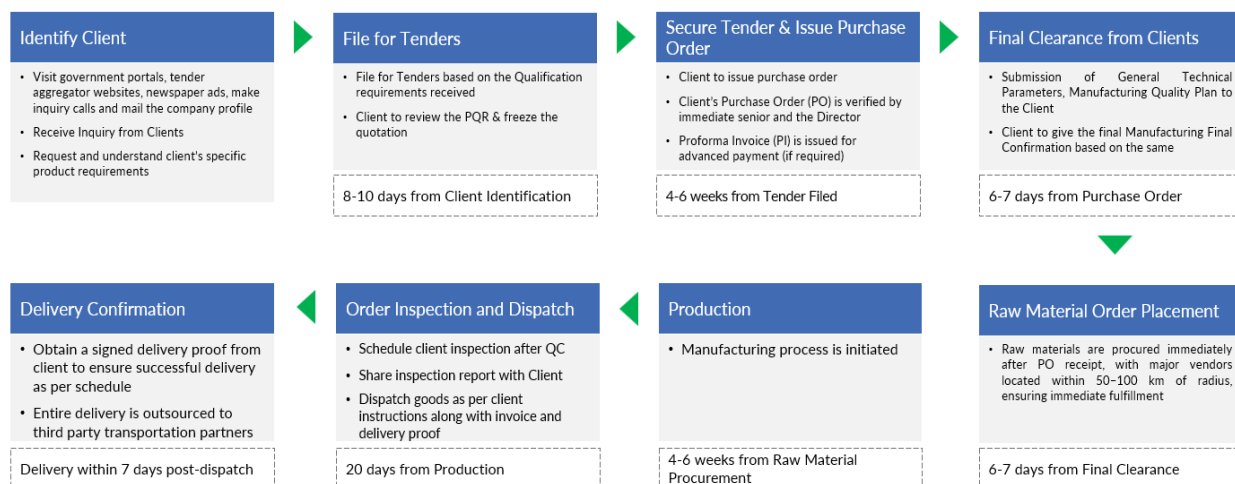 Identify Client
• Visit government portals, tender
aggregator websites, newspaper ads, make
inquiry calls and mail the company profile
• Receive Inquiry from Clients
• Request and understand client's specific
product requirements
File for Tenders
• File for Tenders based on the Qualification
requirements received
• Client to review the PQR & freeze the
quotation
8-10 days from Client Identification
Secure Tender & Issue Purchase
Order
• Client to issue purchase order
• Client's Purchase Order (PO) is verified by
immediate senior and the Director
• Proforma Invoice (PI) is issued for
advanced payment (if required)
4-6 weeks from Tender Filed
Final Clearance from Clients
• Submission of General Technical
Parameters, Manufacturing Quality Plan to
the Client
• Client to give the final Manufacturing Final
Confirmation based on the same
6-7 days from Purchase Order
Raw Material Order Placement
• Raw materials are procured immediately
after PO receipt, with major vendors
located within 50–100 km of radius,
ensuring immediate fulfillment
6-7 days from Final Clearance
Production
• Manufacturing process is initiated
4-6 weeks from Raw Material
Procurement
Order Inspection and Dispatch
• Schedule client inspection after QC
• Share inspection report with Client
• Dispatch goods as per client
instructions along with invoice and
delivery proof
20 days from Production
Delivery Confirmation
• Obtain a signed delivery proof from
client to ensure successful delivery
as per schedule
• Entire delivery is outsourced to
third party transportation partners
Delivery within 7 days post-dispatch